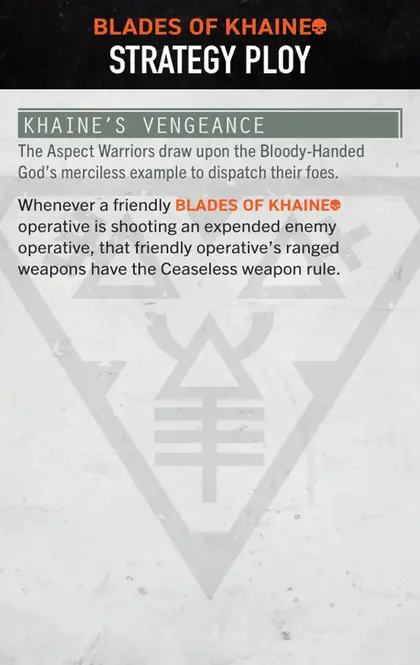 BLADES OF KHAINE
STRATEGY PLOY
KHAINE'S VENGEANCE
The Aspect Warriors draw upon the Bloody-Handed
God's merciless example to dispatch their foes.
Whenever a friendly BLADES OF KHAINE
operative is shooting an expended enemy
operative, that friendly operative's ranged
weapons have the Ceaseless weapon rule.